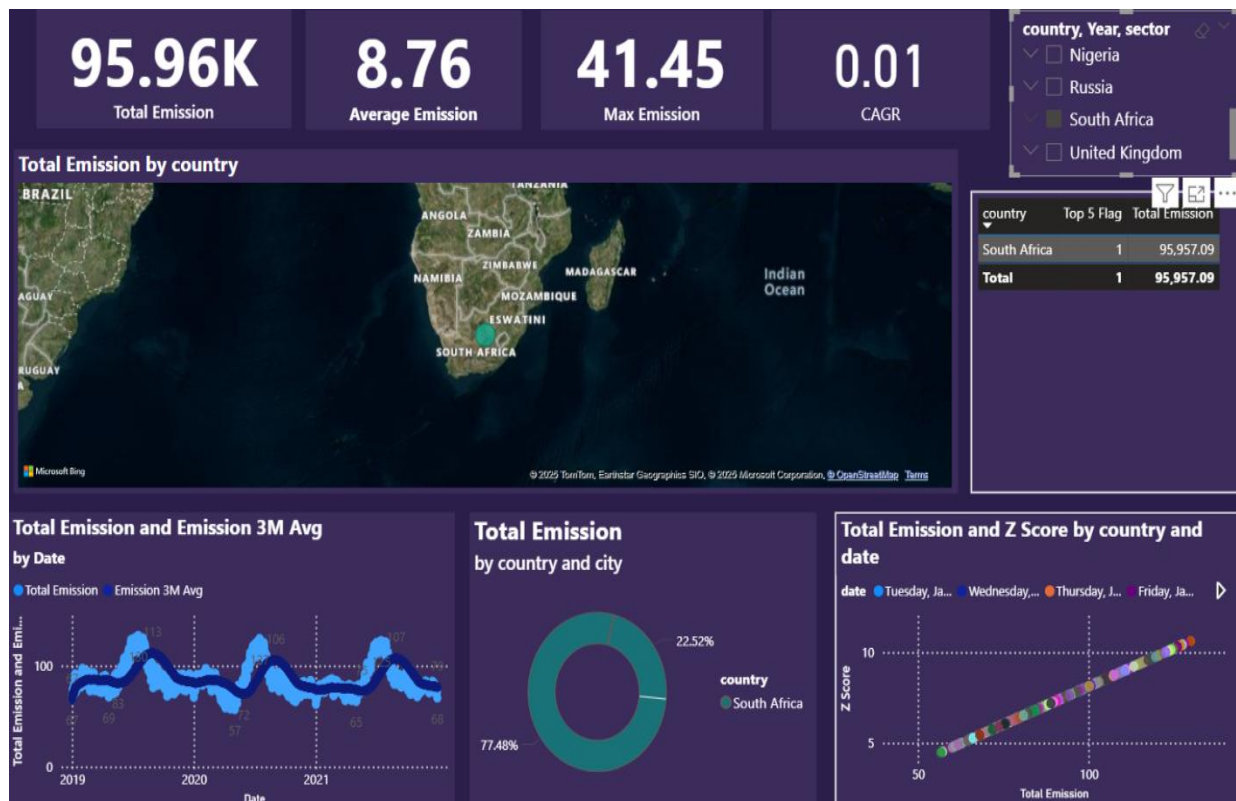 95.96K
Total Emission
8.76
Average Emission
41.45
Max Emission
0.01
CAGR
country, Year, sector
Nigeria
Russia
South Africa
United Kingdom
Total Emission by country
BRAZIL
TANZANIA
ANGOLA
ZAMBIA
ZIMBABWE
NAMIBIA
MADAGASCAR
MOZAMBIQUE
Indian
Ocean
AGUAY
ESWATINI
SOUTH AFRICA
RUGUAY
Microsoft Bing
© 2025 TomTom, Earthstar Geographics SIO, © 2025 Microsoft Corporation, © OpenStreetMap Terms
country Top 5 Flag Total Emission
South Africa 1 95,957.09
Total 1 95,957.09
Total Emission and Emission 3M Avg
by Date
Total Emission Emission 3M Avg
Total Emission and Emi...
100
0
113
106
107
83
69
67
72
57
65
68
2019 2020 2021
Date
Total Emission
by country and city
22.52%
77.48%
country
South Africa
Total Emission and Z Score by country and
date
date Tuesday, Ja... Wednesday,... Thursday, J... Friday, Ja...
Z Score
10
5
50 100
Total Emission